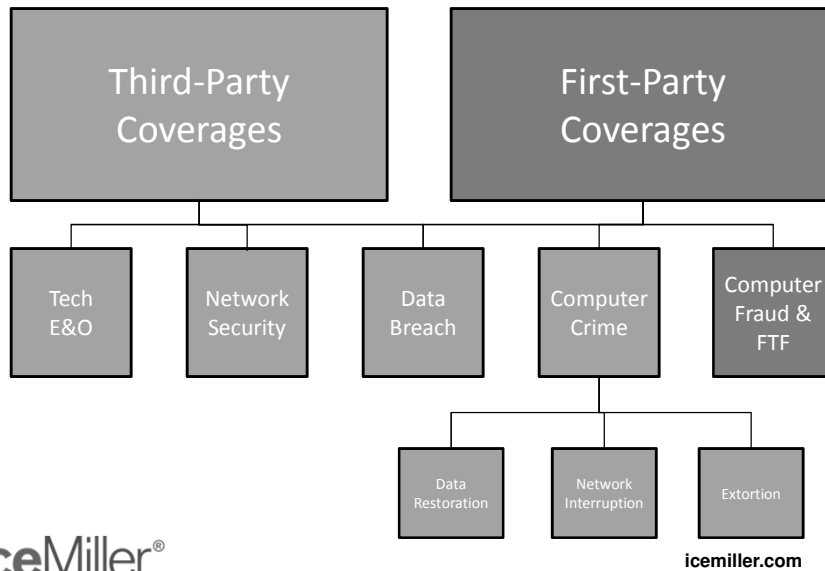 Third-Party
Coverages
First-Party
Coverages
Tech
E&O
Network
Security
Data
Breach
Computer
Crime
Computer
Fraud &
FTF
Data
Restoration
Network
Interruption
Extortion
ceMiller®
icemiller.com